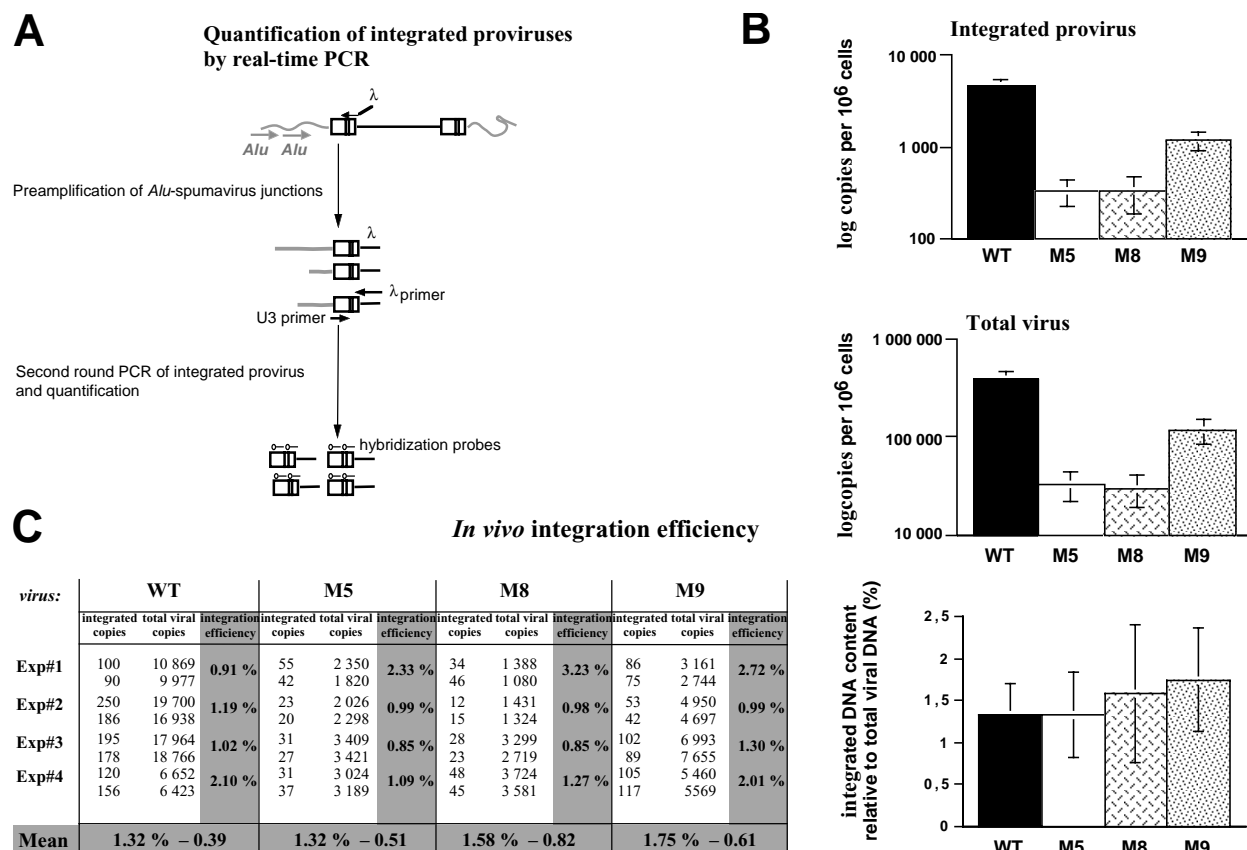 A
Quantification of integrated proviruses
by real-time PCR
λ
Alu Alu
Preamplification of Alu-spumavirus junctions
λ
λ primer
U3 primer
Second round PCR of integrated provirus
and quantification
hybridization probes
B
Integrated provirus
log copies per 10⁶ cells
10 000
1 000
100
WT M5 M8 M9
Total virus
logcopies per 10⁶ cells
1 000 000
100 000
10 000
WT M5 M8 M9
integrated DNA content
relative to total viral DNA (%)
2,5
2
1.5
1
0,5
0
WT M5 M8 M9
C
In vivo integration efficiency
virus: WT M5 M8 M9
integrated copies total viral copies integration efficiency integrated copies total viral copies integration efficiency integrated copies total viral copies integration efficiency integrated copies total viral copies integration efficiency
Exp#1 100 10 869 0.91 % 55 2 350 2.33 % 34 1 388 3.23 % 86 3 161 2.72 %
90 9 977 42 1 820 46 1 080 75 2 744
Exp#2 250 19 700 1.19 % 23 2 026 0.99 % 12 1 431 0.98 % 53 4 950 0.99 %
186 16 938 20 2 298 15 1 324 42 4 697
Exp#3 195 17 964 1.02 % 31 3 409 0.85 % 28 3 299 0.85 % 102 6 993 1.30 %
178 18 766 27 3 421 23 2 719 89 7 655
Exp#4 120 6 652 2.10 % 31 3 024 1.09 % 48 3 724 1.27 % 105 5 460 2.01 %
156 6 423 37 3 189 45 3 581 117 5569
Mean 1.32 % – 0.39 1.32 % – 0.51 1.58 % – 0.82 1.75 % – 0.61